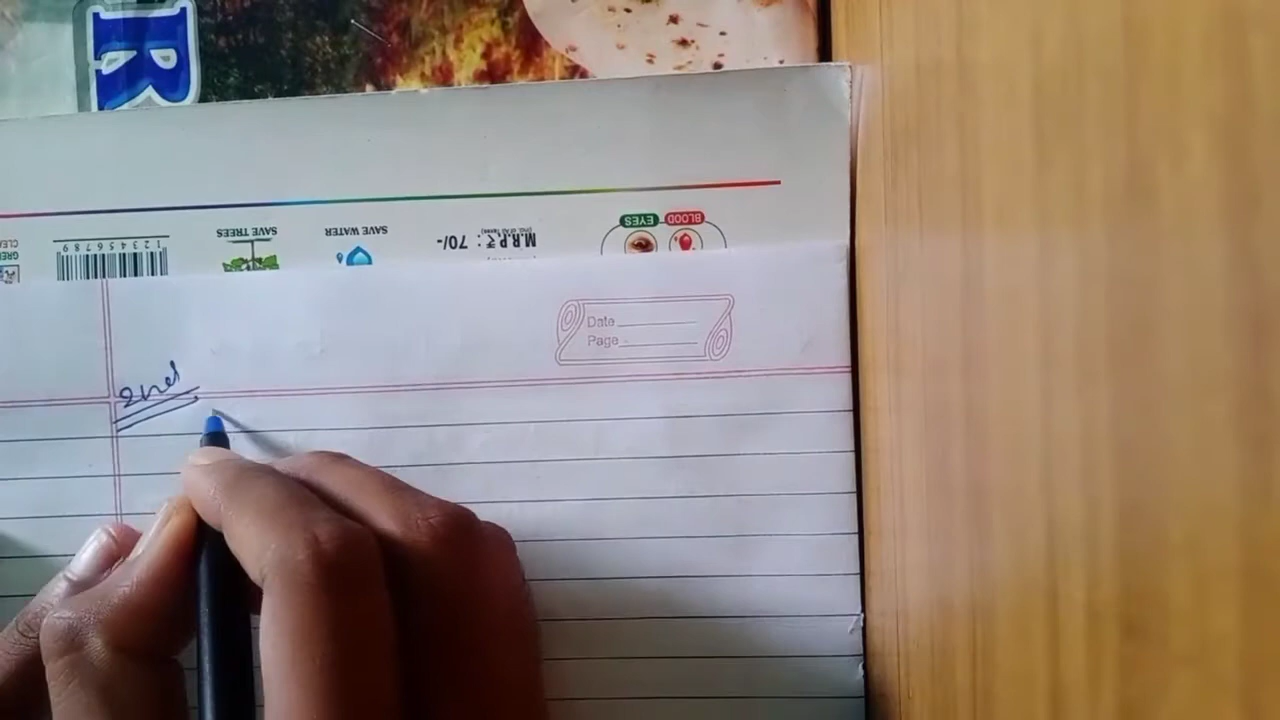 R
BLOOD
EYES
M.R.P.₹ : 70/-
SAVE WATER
SAVE TREES
123456789
Date
Page
2nd